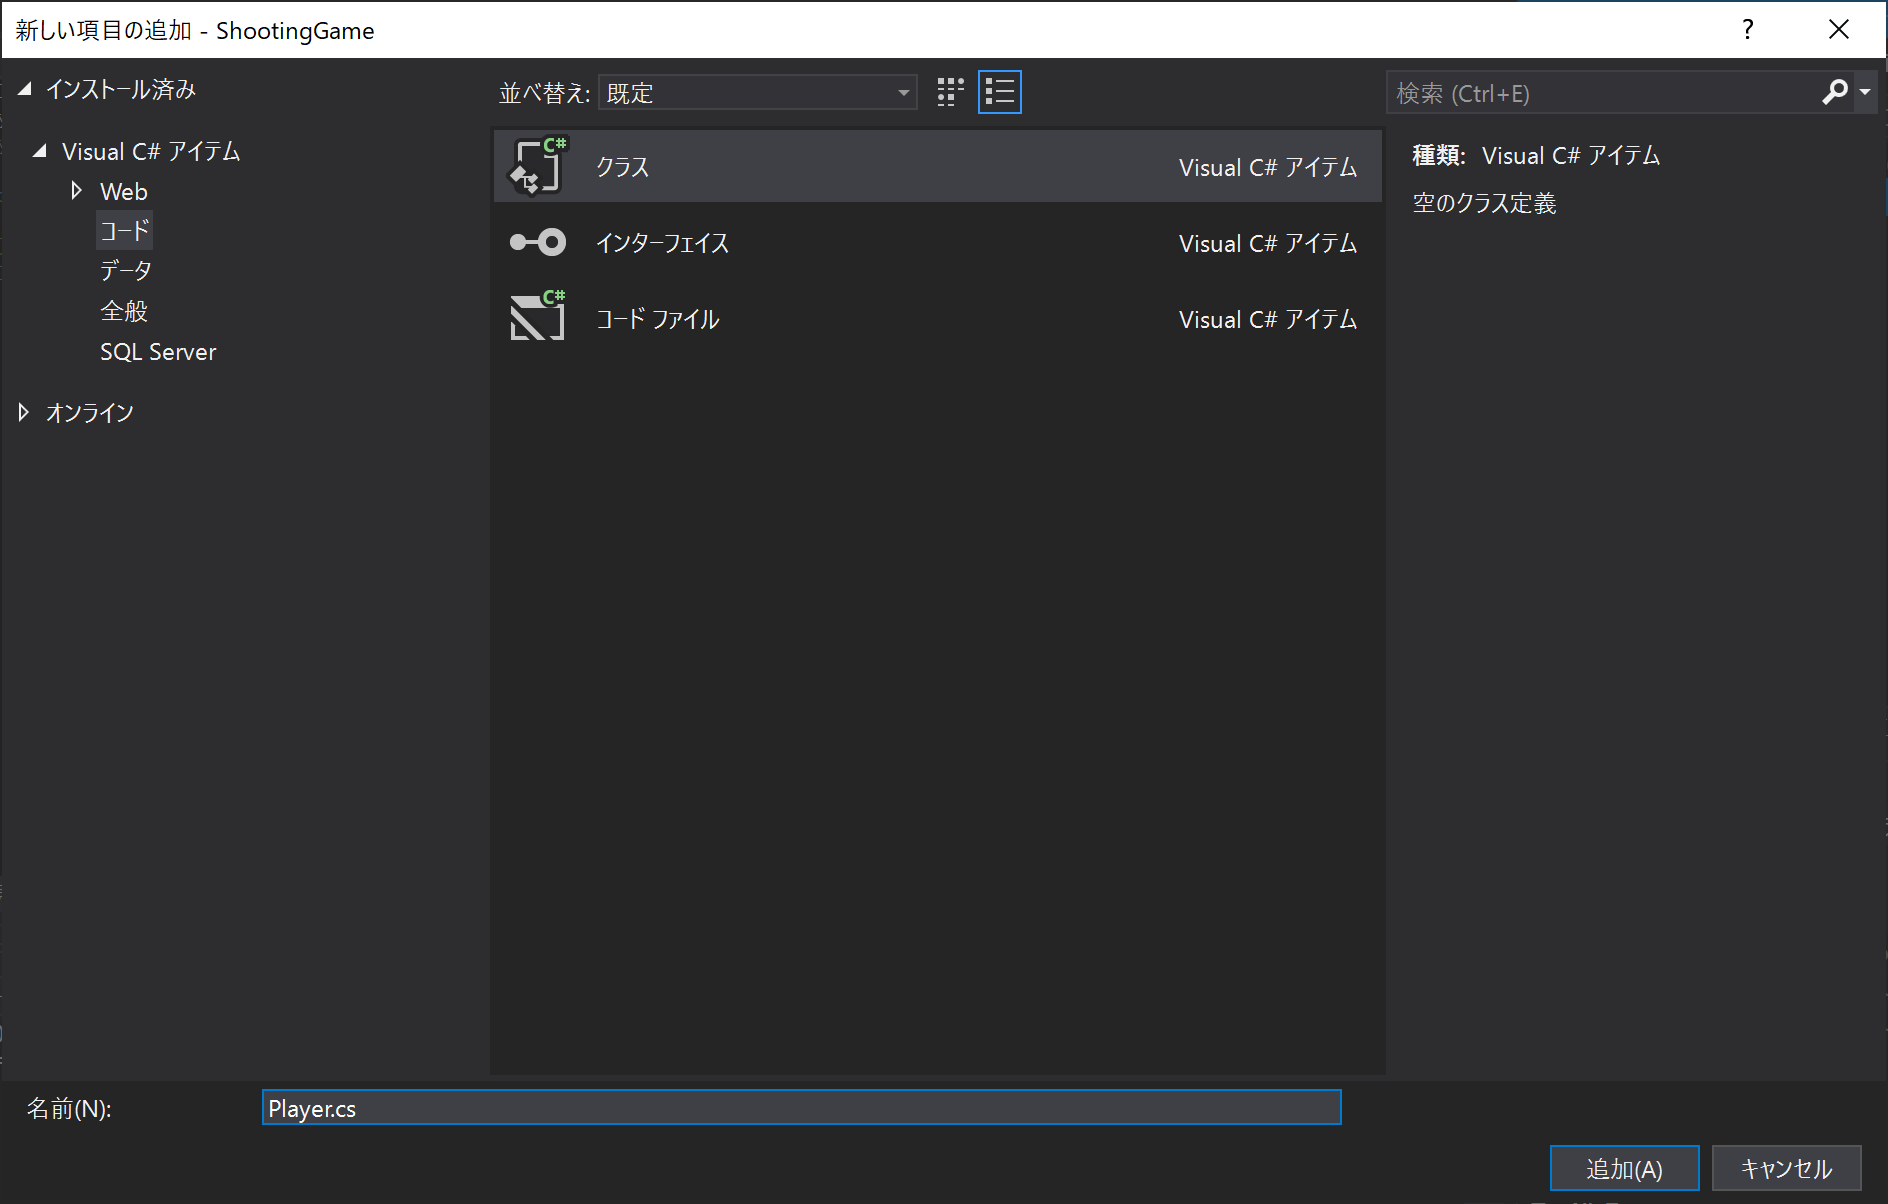 新しい項目の追加 - ShootingGame
?
インストール済み
Visual C# アイテム
Web
コード
データ
全般
SQL Server
オンライン
並べ替え: 既定
C#
クラス Visual C# アイテム
インターフェイス Visual C# アイテム
C#
コード ファイル Visual C# アイテム
検索 (Ctrl+E)
種類: Visual C# アイテム
空のクラス定義
名前(N): Player.cs
追加(A) キャンセル